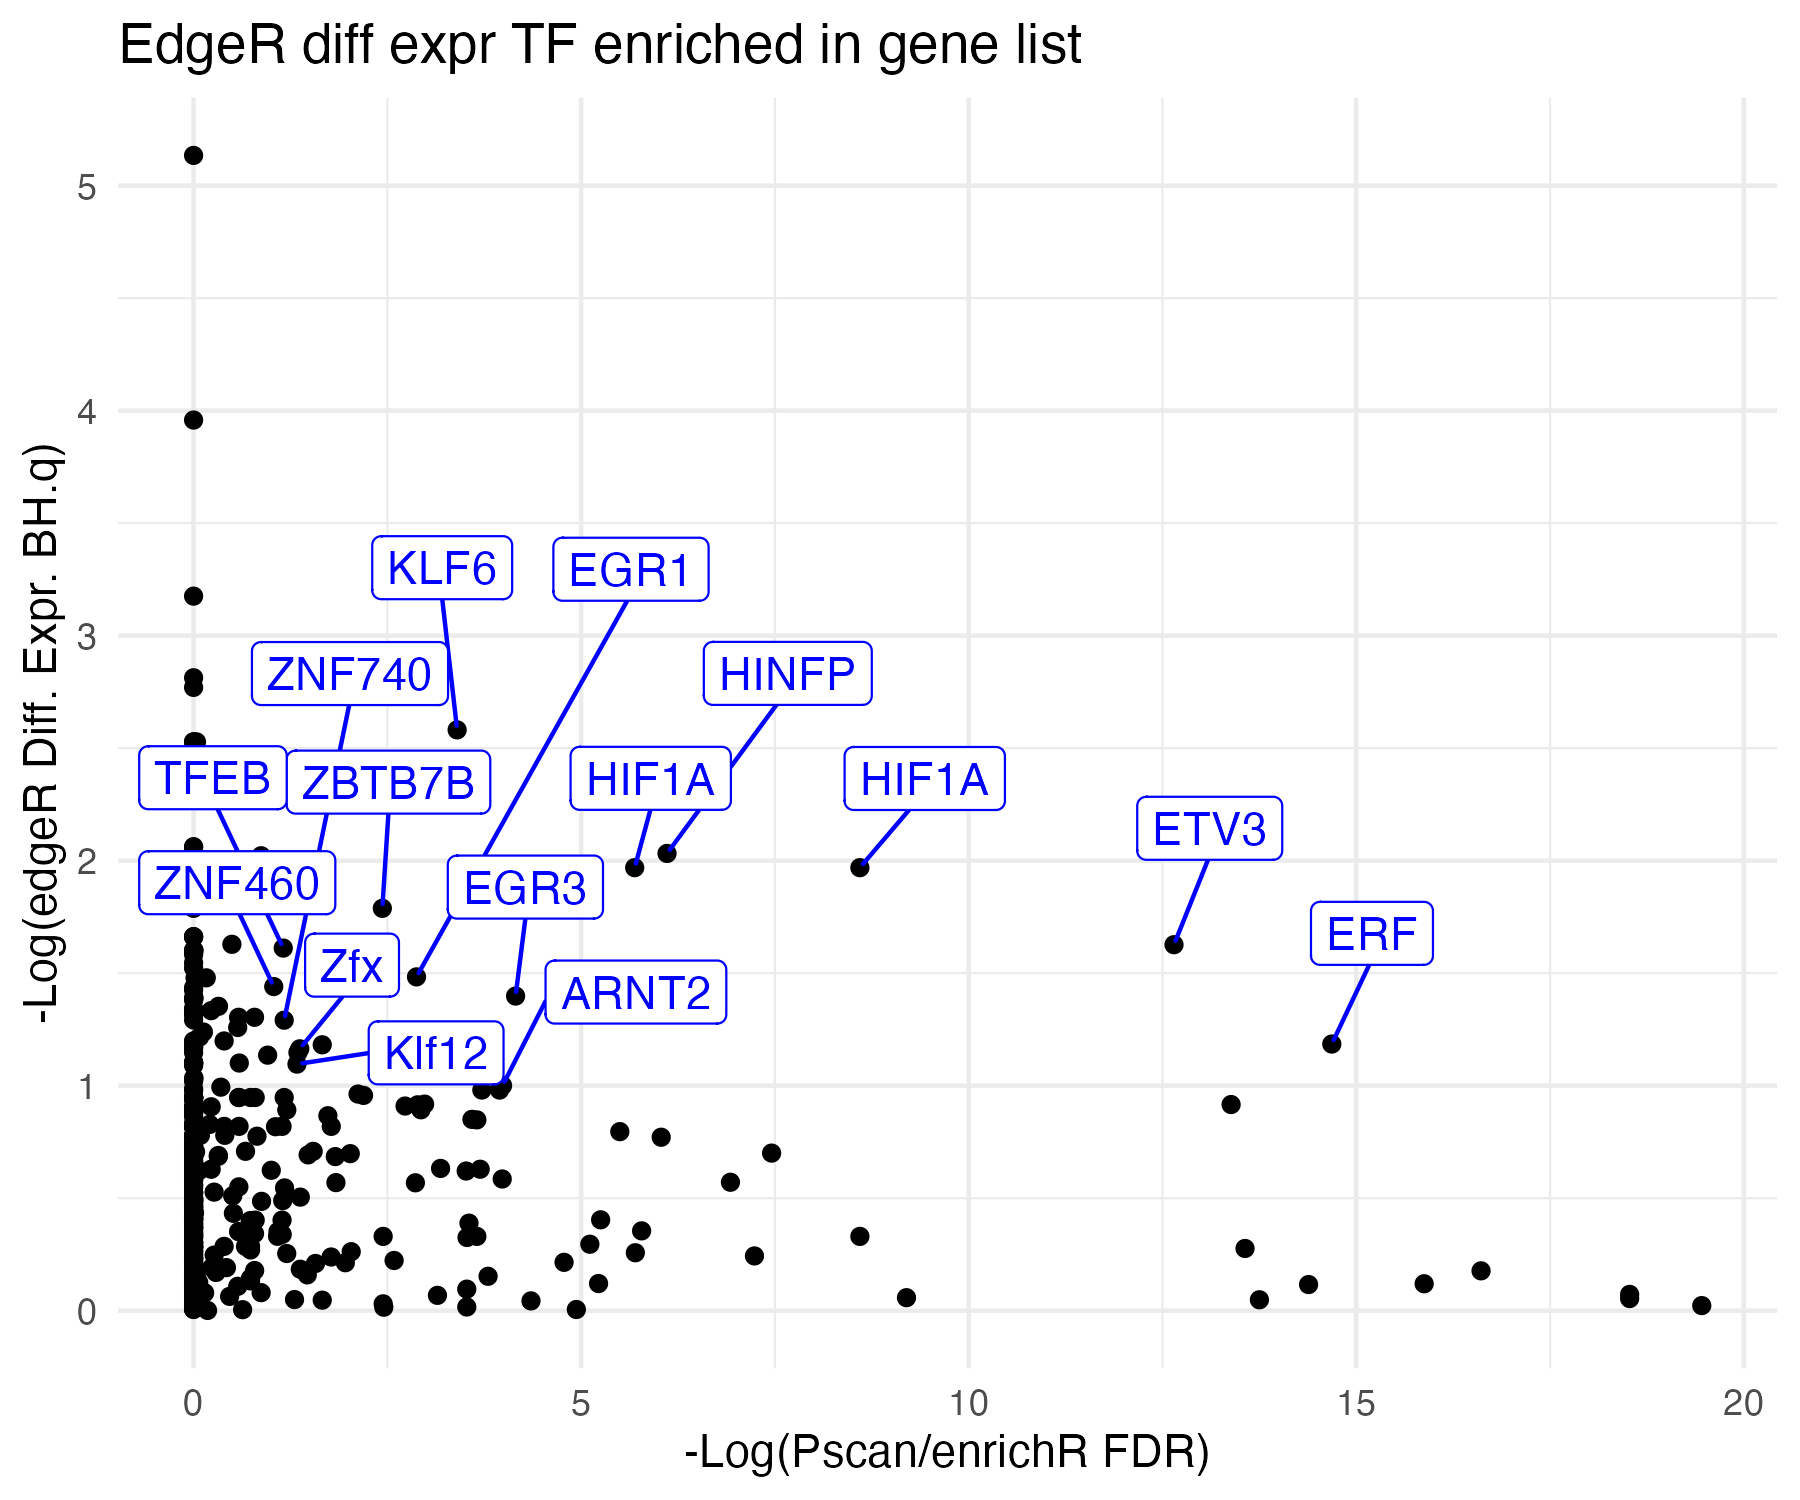 EdgeR diff expr TF enriched in gene list
-Log(edgeR Diff. Expr. BH.q)
5
4
3
2
1
0
KLF6
EGR1
ZNF740
HINFP
TFEB
ZBTB7B
HIF1A
HIF1A
ETV3
ZNF460
EGR3
ERF
Zfx
ARNT2
Klf12
0
5
10
15
20
-Log(Pscan/enrichR FDR)